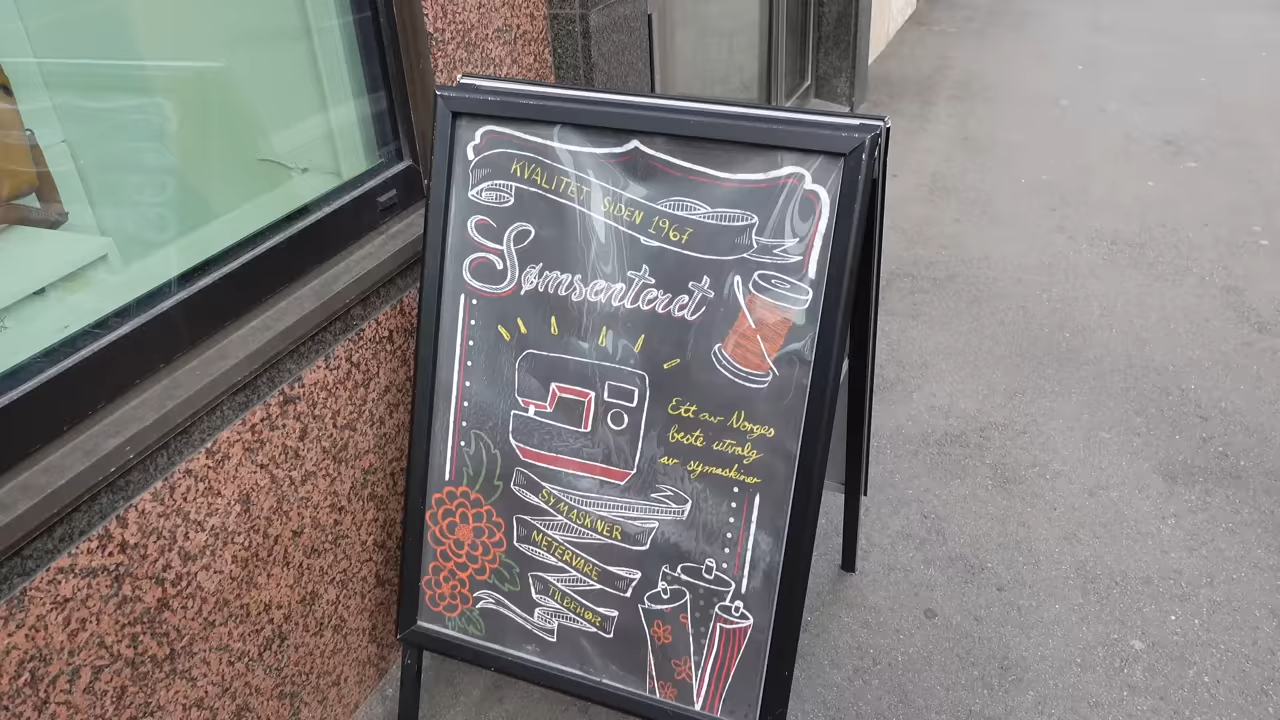 KVALITET SIDEN 1967
Sømsenteret
Ett av Norges
beste utvalg
av symaskiner
SYMASKINER
METERVARE
TILBEHØR